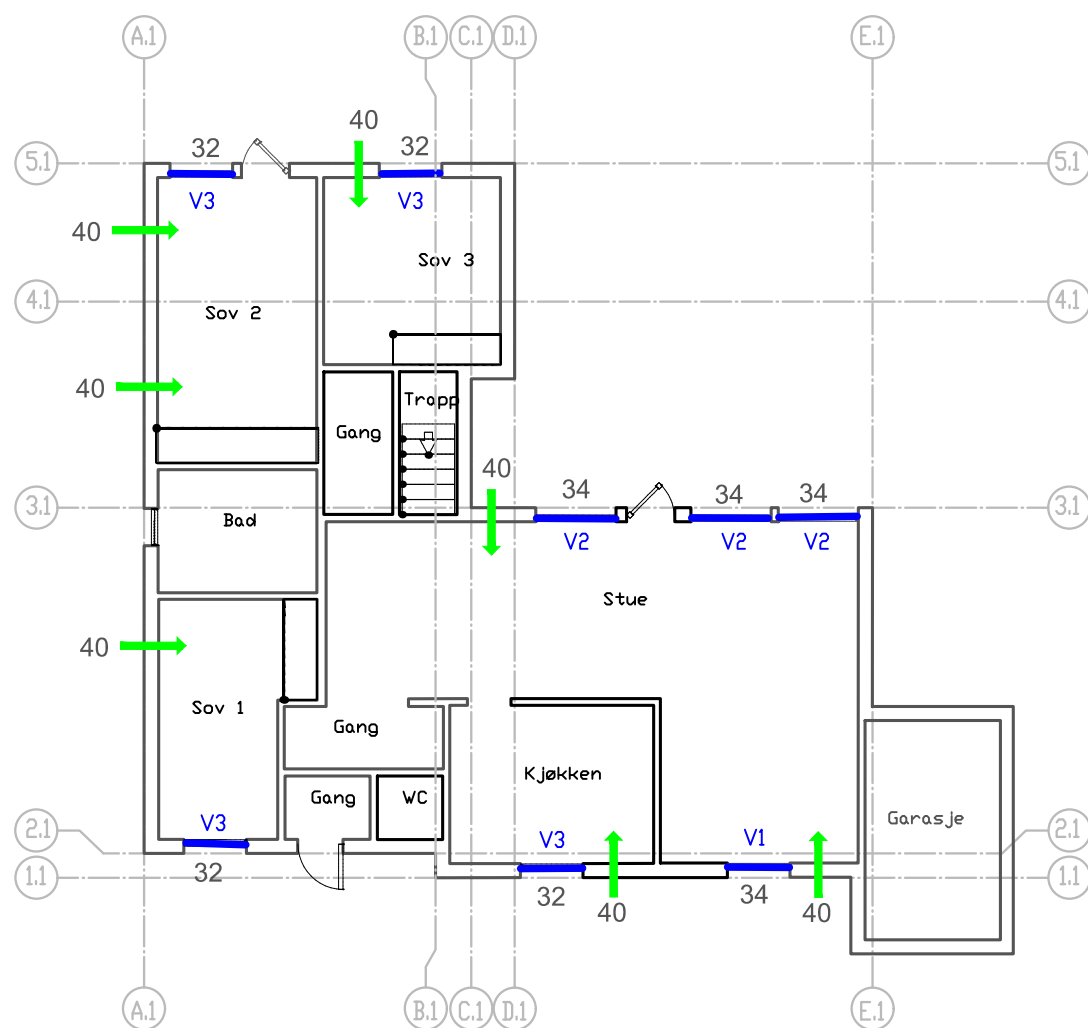 A.1 B.1 C.1 D.1 E.1
40
32 32
5.1 5.1
V3 V3
40
Sov 3
4.1 4.1
Sov 2
40
Trapp
Gang
40
34 34 34
3.1 3.1
Bad
V2 V2 V2
Stue
40
Sov 1
Gang
Kjøkken
Gang WC
Garasje
V3
2.1 2.1
V3 V1
32
1.1 1.1
32 34
40 40
A.1 B.1 C.1 D.1 E.1